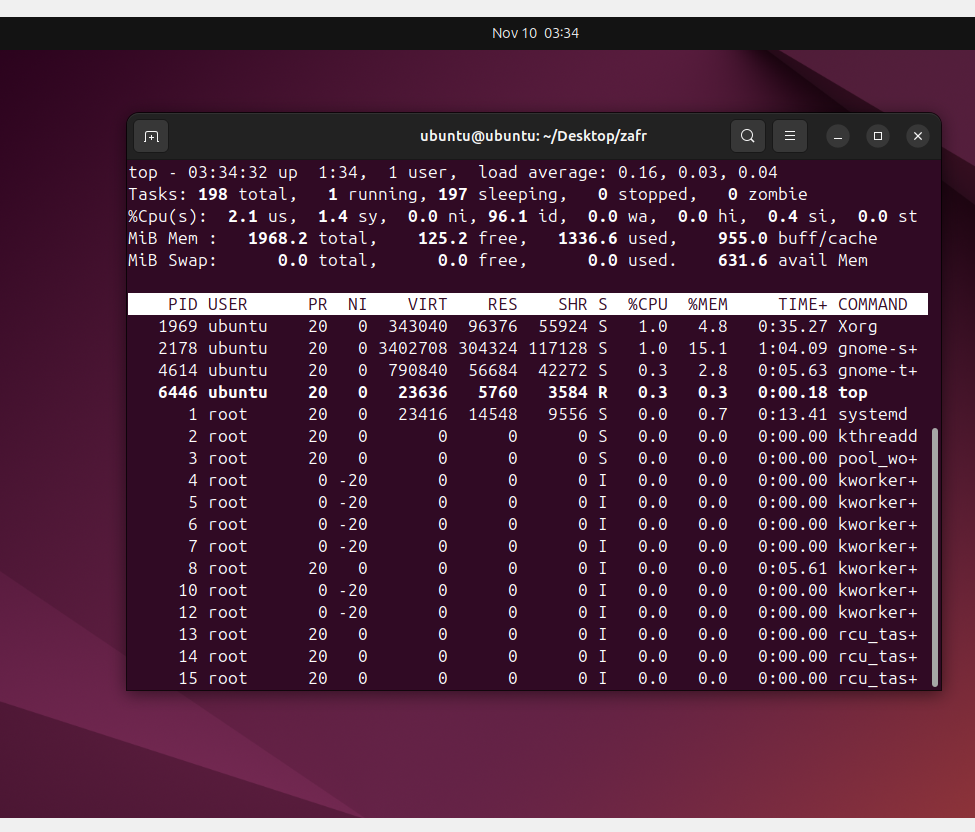 Nov 10 03:34
ubuntu@ubuntu: ~/Desktop/zafr
top - 03:34:32 up  1:34,  1 user,  load average: 0.16, 0.03, 0.04
Tasks: 198 total,   1 running, 197 sleeping,   0 stopped,   0 zombie
%Cpu(s):  2.1 us,  1.4 sy,  0.0 ni, 96.1 id,  0.0 wa,  0.0 hi,  0.4 si,  0.0 st
MiB Mem :   1968.2 total,    125.2 free,   1336.6 used,    955.0 buff/cache
MiB Swap:      0.0 total,      0.0 free,      0.0 used.    631.6 avail Mem
PID USER      PR  NI    VIRT    RES    SHR S  %CPU  %MEM     TIME+ COMMAND
1969 ubuntu    20   0  343040  96376  55924 S   1.0   4.8   0:35.27 Xorg
2178 ubuntu    20   0 3402708 304324 117128 S   1.0  15.1   1:04.09 gnome-s+
4614 ubuntu    20   0  790840  56684  42272 S   0.3   2.8   0:05.63 gnome-t+
6446 ubuntu    20   0   23636   5760   3584 R   0.3   0.3   0:00.18 top
1 root      20   0   23416  14548   9556 S   0.0   0.7   0:13.41 systemd
2 root      20   0       0      0      0 S   0.0   0.0   0:00.00 kthreadd
3 root      20   0       0      0      0 S   0.0   0.0   0:00.00 pool_wo+
4 root       0 -20       0      0      0 I   0.0   0.0   0:00.00 kworker+
5 root       0 -20       0      0      0 I   0.0   0.0   0:00.00 kworker+
6 root       0 -20       0      0      0 I   0.0   0.0   0:00.00 kworker+
7 root       0 -20       0      0      0 I   0.0   0.0   0:00.00 kworker+
8 root      20   0       0      0      0 I   0.0   0.0   0:05.61 kworker+
10 root       0 -20       0      0      0 I   0.0   0.0   0:00.00 kworker+
12 root       0 -20       0      0      0 I   0.0   0.0   0:00.00 kworker+
13 root      20   0       0      0      0 I   0.0   0.0   0:00.00 rcu_tas+
14 root      20   0       0      0      0 I   0.0   0.0   0:00.00 rcu_tas+
15 root      20   0       0      0      0 I   0.0   0.0   0:00.00 rcu_tas+